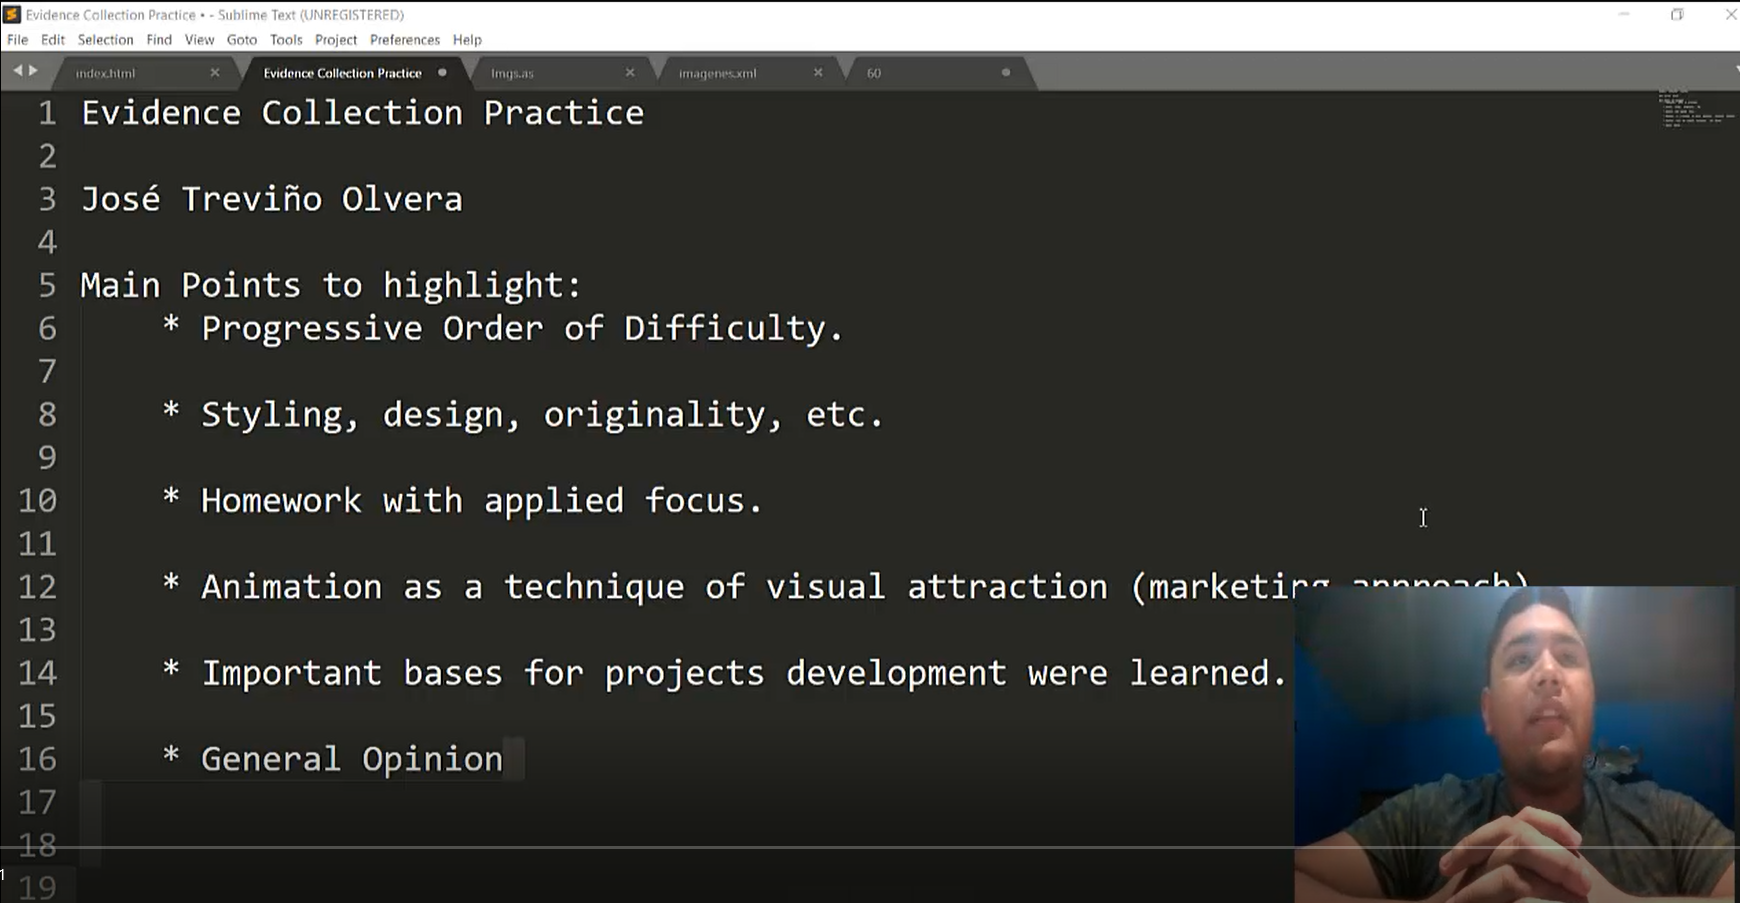 Evidence Collection Practice • - Sublime Text (UNREGISTERED)
File Edit Selection Find View Goto Tools Project Preferences Help
index.html Evidence Collection Practice Imgs.as imagenes.xml 60
1 Evidence Collection Practice
2
3 José Treviño Olvera
4
5 Main Points to highlight:
6 * Progressive Order of Difficulty.
7
8 * Styling, design, originality, etc.
9
10 * Homework with applied focus.
11
12 * Animation as a technique of visual attraction (marketing approach)
13
14 * Important bases for projects development were learned.
15
16 * General Opinion
17
18
1
19